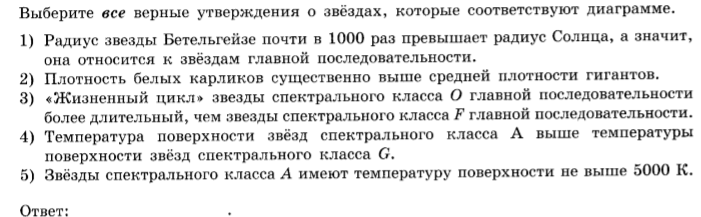 Выберите все верные утверждения о звёздах, которые соответствуют диаграмме.
1) Радиус звезды Бетельгейзе почти в 1000 раз превышает радиус Солнца, а значит,
она относится к звёздам главной последовательности.
2) Плотность белых карликов существенно выше средней плотности гигантов.
3) «Жизненный цикл» звезды спектрального класса O главной последовательности
более длительный, чем звезды спектрального класса F главной последовательности.
4) Температура поверхности звёзд спектрального класса A выше температуры
поверхности звёзд спектрального класса G.
5) Звёзды спектрального класса A имеют температуру поверхности не выше 5000 К.
Ответ: .